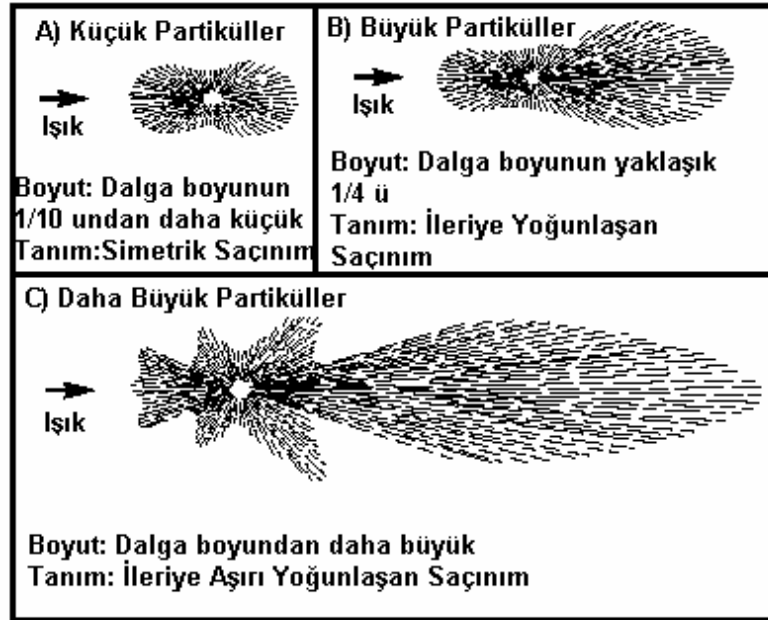 A) Küçük Partiküller
Işık
Boyut: Dalga boyunun
1/10 undan daha küçük
Tanım:Simetrik Saçınım
B) Büyük Partiküller
Işık
Boyut: Dalga boyunun yaklaşık
1/4 ü
Tanım: İleriye Yoğunlaşan
Saçınım
C) Daha Büyük Partiküller
Işık
Boyut: Dalga boyundan daha büyük
Tanım: İleriye Aşırı Yoğunlaşan Saçınım